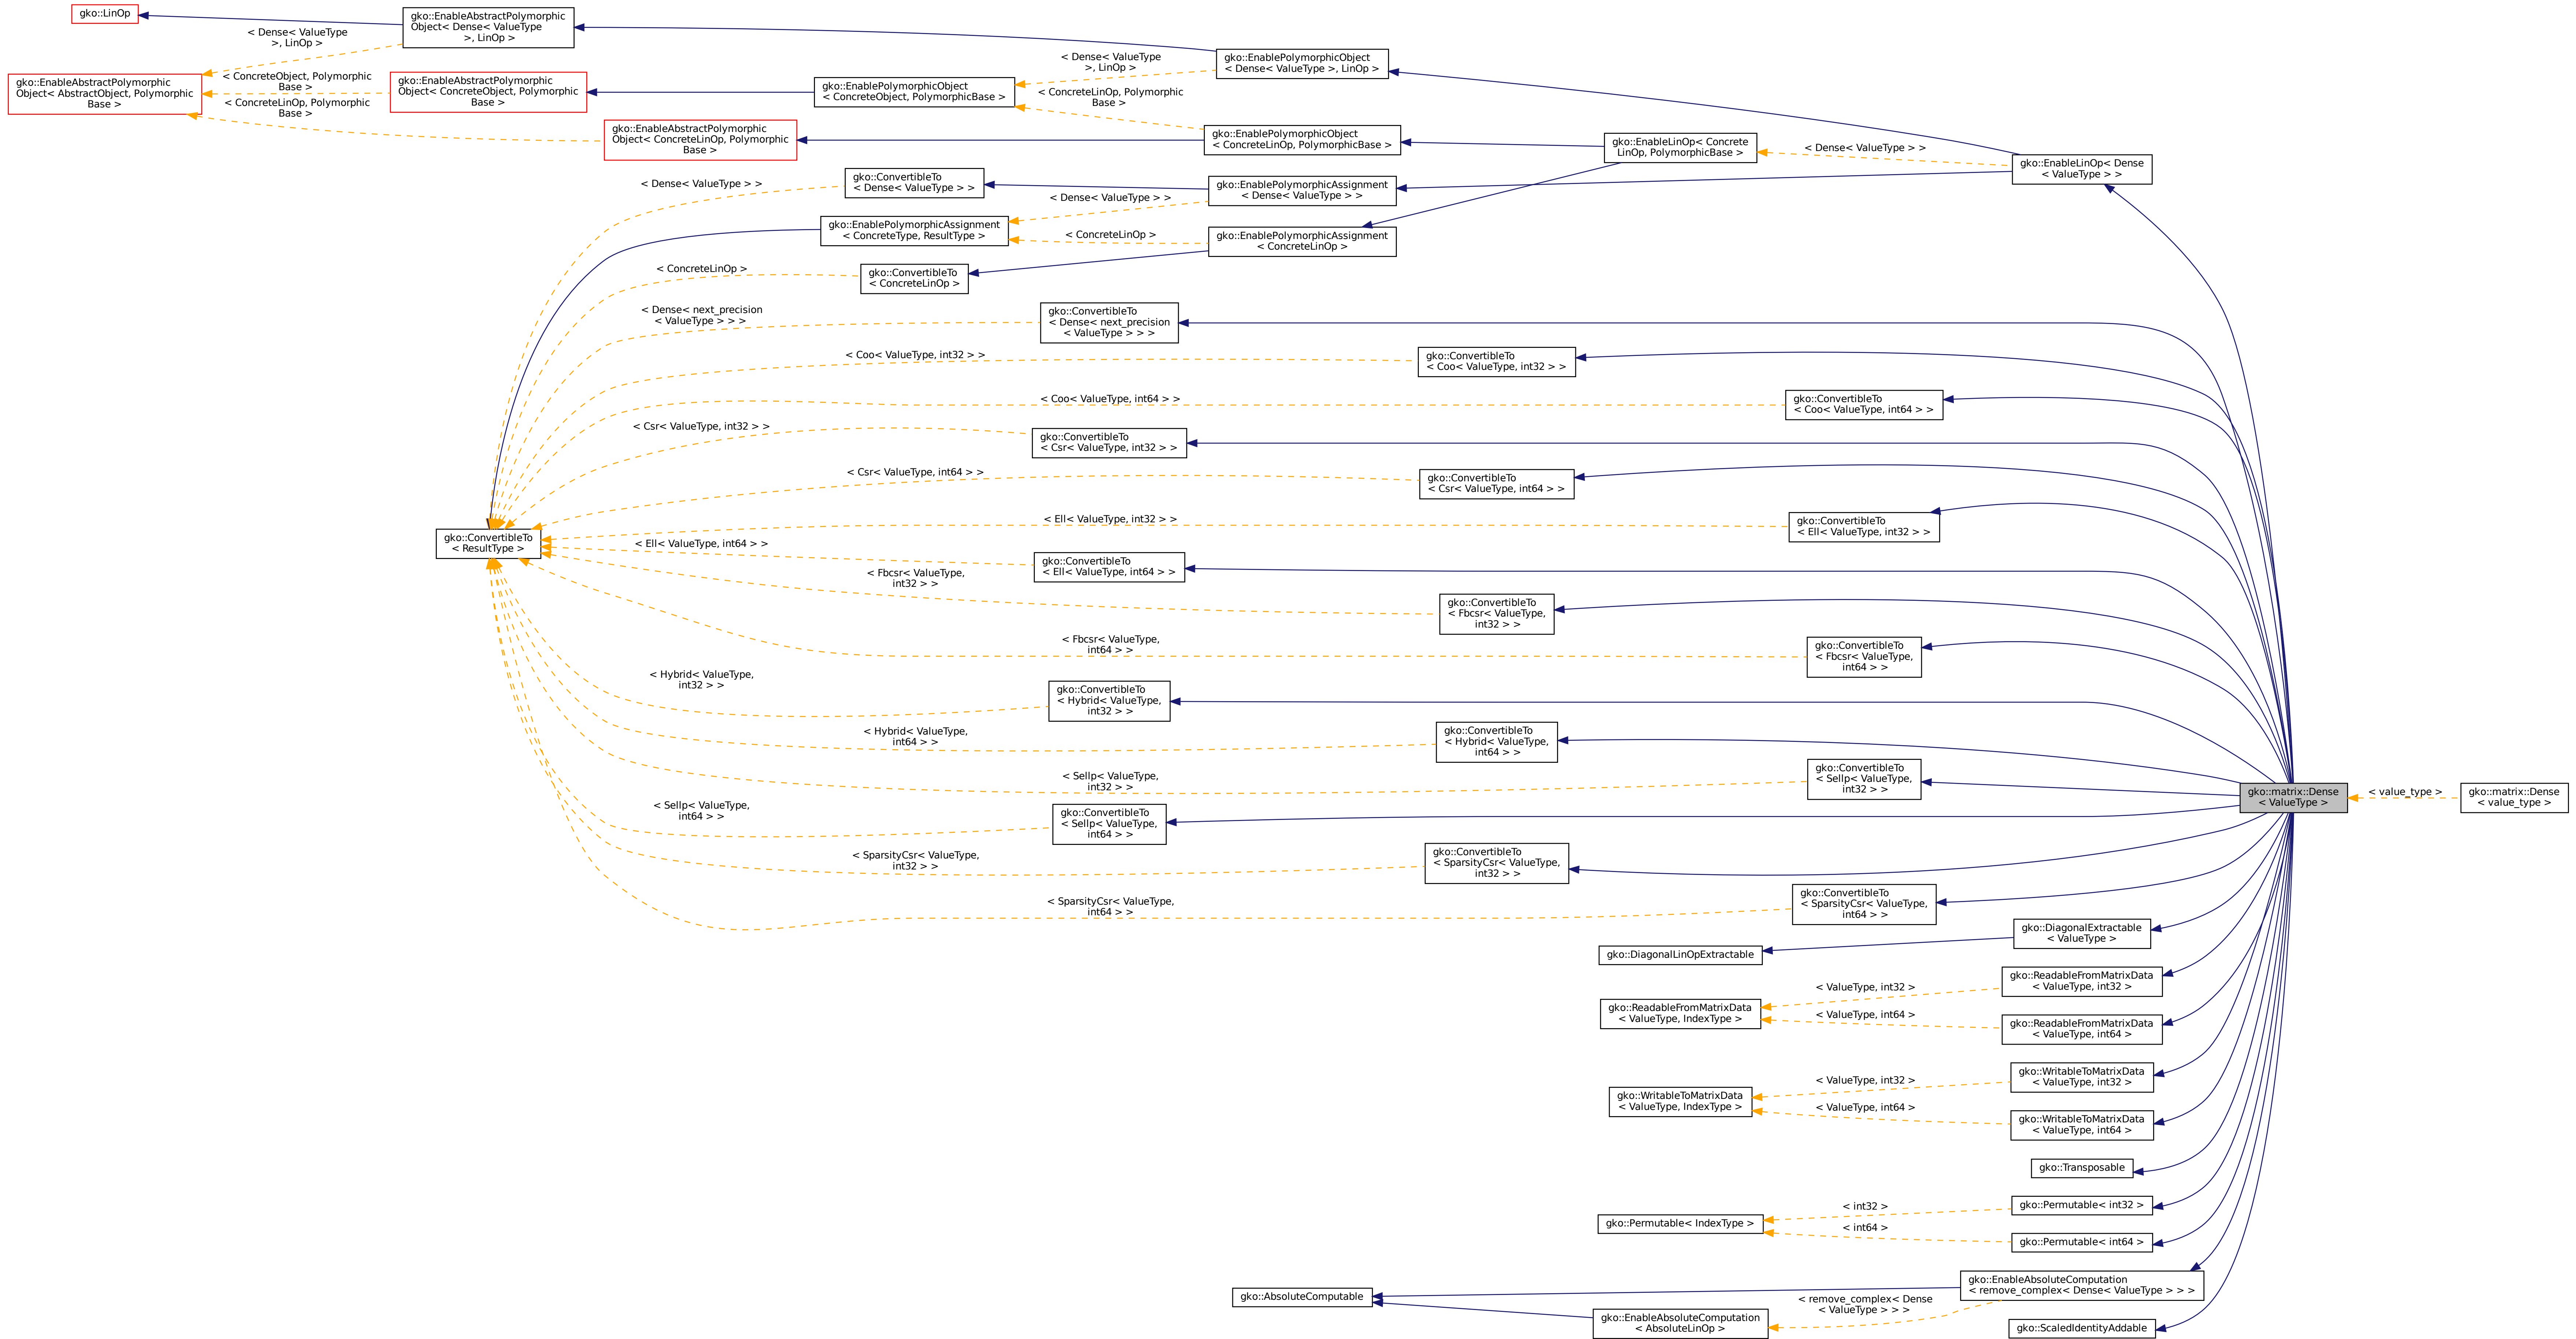 gko::LinOp
gko::EnableAbstractPolymorphic
Object< Dense< ValueType
>, LinOp >
< Dense< ValueType
>, LinOp >
gko::EnableAbstractPolymorphic
Object< AbstractObject, Polymorphic
Base >
< ConcreteObject, Polymorphic
Base >
< ConcreteLinOp, Polymorphic
Base >
gko::EnableAbstractPolymorphic
Object< ConcreteObject, Polymorphic
Base >
gko::EnablePolymorphicObject
< ConcreteObject, PolymorphicBase >
< Dense< ValueType
>, LinOp >
< ConcreteLinOp, Polymorphic
Base >
gko::EnablePolymorphicObject
< Dense< ValueType >, LinOp >
gko::EnableAbstractPolymorphic
Object< ConcreteLinOp, Polymorphic
Base >
gko::EnablePolymorphicObject
< ConcreteLinOp, PolymorphicBase >
gko::EnableLinOp< Concrete
LinOp, PolymorphicBase >
< Dense< ValueType > >
gko::EnableLinOp< Dense
< ValueType > >
< Dense< ValueType > >
gko::ConvertibleTo
< Dense< ValueType > >
gko::EnablePolymorphicAssignment
< Dense< ValueType > >
< Dense< ValueType > >
gko::EnablePolymorphicAssignment
< ConcreteType, ResultType >
< ConcreteLinOp >
gko::EnablePolymorphicAssignment
< ConcreteLinOp >
< ConcreteLinOp >
gko::ConvertibleTo
< ConcreteLinOp >
< Dense< next_precision
< ValueType > > >
gko::ConvertibleTo
< Dense< next_precision
< ValueType > > >
< Coo< ValueType, int32 > >
gko::ConvertibleTo
< Coo< ValueType, int32 > >
< Coo< ValueType, int64 > >
gko::ConvertibleTo
< Coo< ValueType, int64 > >
< Csr< ValueType, int32 > >
gko::ConvertibleTo
< Csr< ValueType, int32 > >
< Csr< ValueType, int64 > >
gko::ConvertibleTo
< Csr< ValueType, int64 > >
gko::ConvertibleTo
< ResultType >
< Ell< ValueType, int32 > >
gko::ConvertibleTo
< Ell< ValueType, int32 > >
< Ell< ValueType, int64 > >
gko::ConvertibleTo
< Ell< ValueType, int64 > >
< Fbcsr< ValueType,
int32 > >
gko::ConvertibleTo
< Fbcsr< ValueType,
int32 > >
< Fbcsr< ValueType,
int64 > >
gko::ConvertibleTo
< Fbcsr< ValueType,
int64 > >
< Hybrid< ValueType,
int32 > >
gko::ConvertibleTo
< Hybrid< ValueType,
int32 > >
< Hybrid< ValueType,
int64 > >
gko::ConvertibleTo
< Hybrid< ValueType,
int64 > >
< Sellp< ValueType,
int32 > >
gko::ConvertibleTo
< Sellp< ValueType,
int32 > >
gko::matrix::Dense
< ValueType >
< value_type >
gko::matrix::Dense
< value_type >
< Sellp< ValueType,
int64 > >
gko::ConvertibleTo
< Sellp< ValueType,
int64 > >
< SparsityCsr< ValueType,
int32 > >
gko::ConvertibleTo
< SparsityCsr< ValueType,
int32 > >
< SparsityCsr< ValueType,
int64 > >
gko::ConvertibleTo
< SparsityCsr< ValueType,
int64 > >
gko::DiagonalLinOpExtractable
gko::DiagonalExtractable
< ValueType >
gko::ReadableFromMatrixData
< ValueType, IndexType >
< ValueType, int32 >
gko::ReadableFromMatrixData
< ValueType, int32 >
< ValueType, int64 >
gko::ReadableFromMatrixData
< ValueType, int64 >
gko::WritableToMatrixData
< ValueType, IndexType >
< ValueType, int32 >
gko::WritableToMatrixData
< ValueType, int32 >
< ValueType, int64 >
gko::WritableToMatrixData
< ValueType, int64 >
gko::Transposable
gko::Permutable< IndexType >
< int32 >
gko::Permutable< int32 >
< int64 >
gko::Permutable< int64 >
gko::AbsoluteComputable
gko::EnableAbsoluteComputation
< remove_complex< Dense< ValueType > > >
< remove_complex< Dense
< ValueType > > >
gko::EnableAbsoluteComputation
< AbsoluteLinOp >
gko::ScaledIdentityAddable